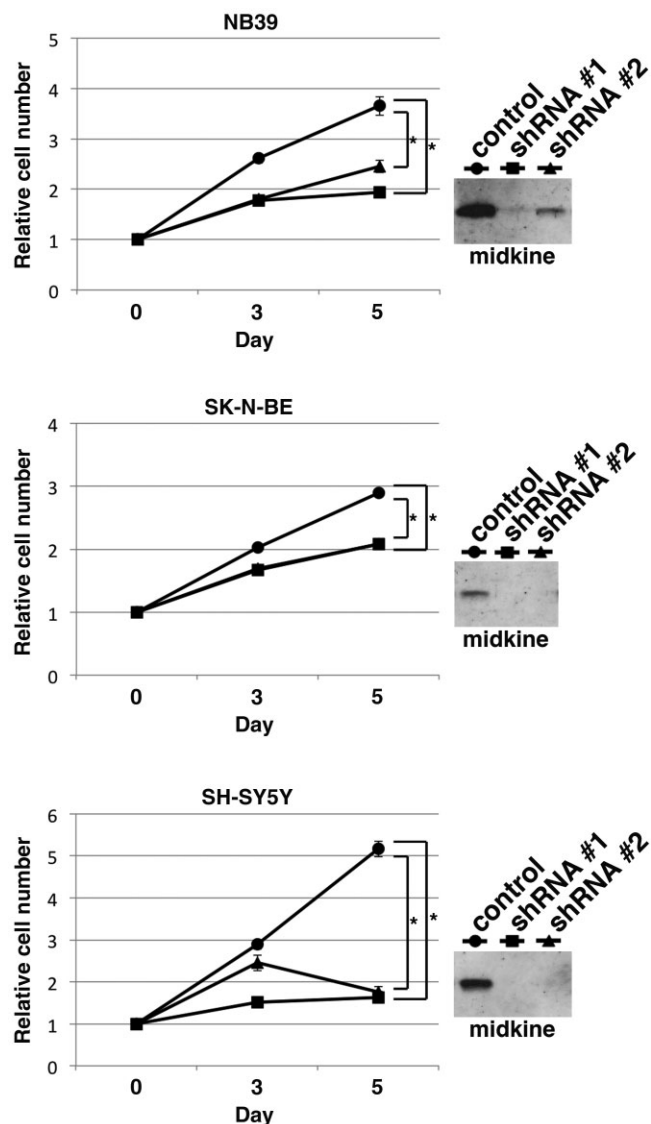 NB39
Relative cell number
5
4
3
2
1
0
* *
0 3 5
Day
control
shRNA #1
shRNA #2
midkine
SK-N-BE
Relative cell number
4
3
2
1
0
* *
0 3 5
Day
control
shRNA #1
shRNA #2
midkine
SH-SY5Y
Relative cell number
6
5
4
3
2
1
0
* *
0 3 5
Day
control
shRNA #1
shRNA #2
midkine